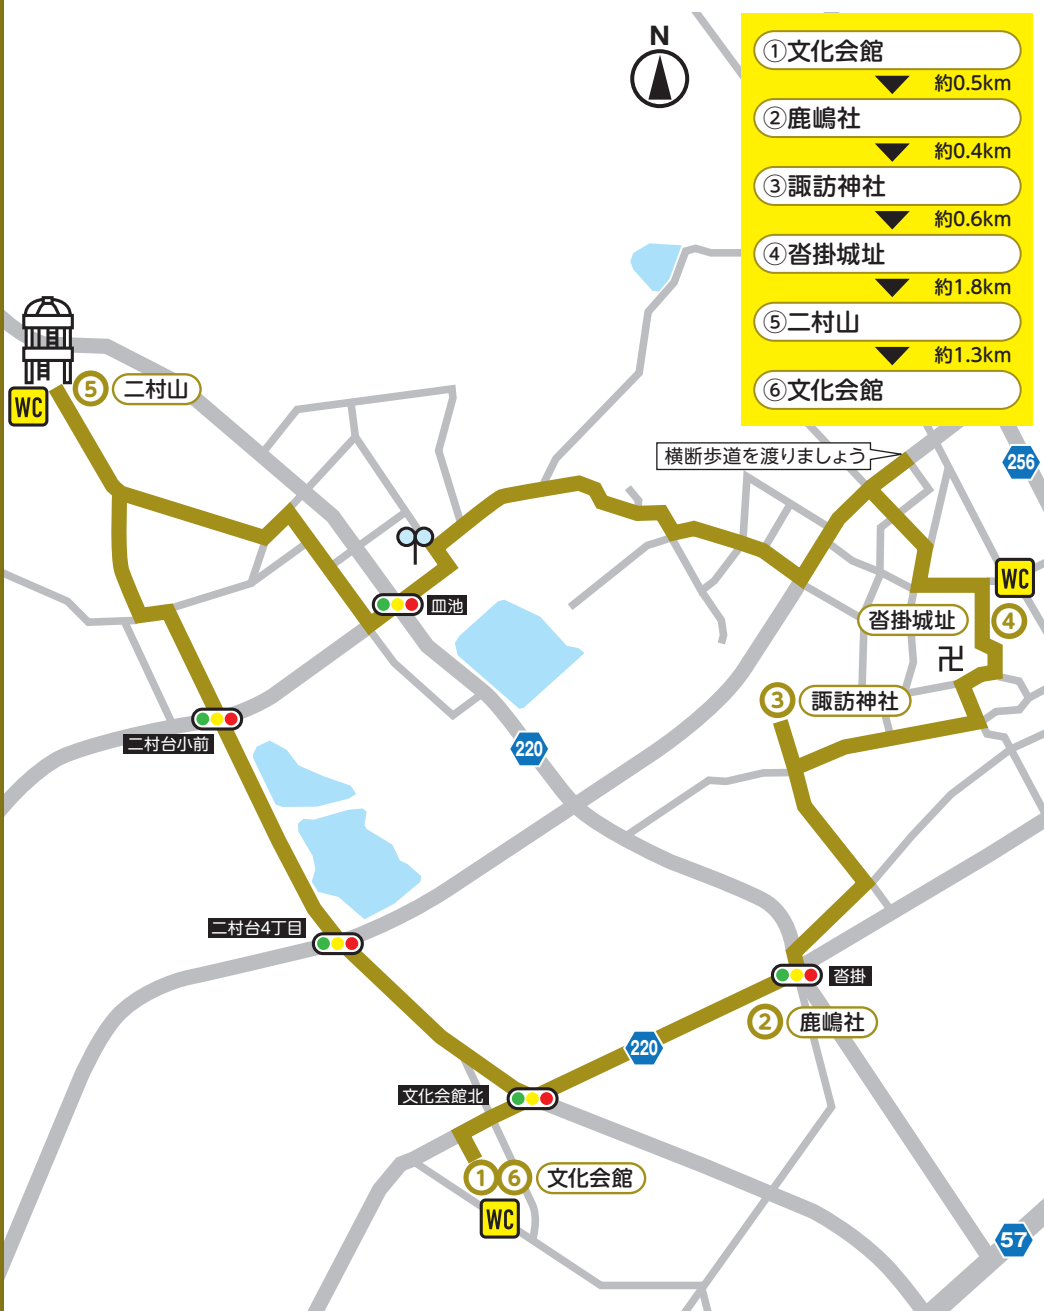 N
①文化会館
約0.5km
②鹿嶋社
約0.4km
③諏訪神社
約0.6km
④沓掛城址
約1.8km
⑤二村山
約1.3km
⑥文化会館
横断歩道を渡りましょう
256
5 二村山
WC
WC
皿池
沓掛城址 4
卍
3 諏訪神社
二村台小前
220
二村台4丁目
沓掛
2 鹿嶋社
220
文化会館北
1 6 文化会館
WC
57